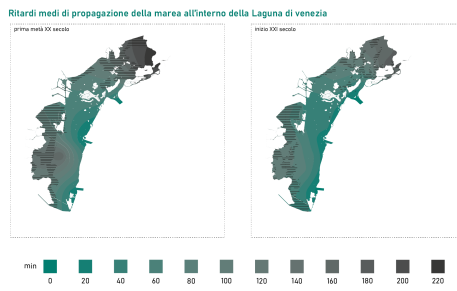 Ritardi medi di propagazione della marea all'interno della Laguna di venezia
prima metà XX secolo
inizio XXI secolo
min
0 20 40 60 80 100 120 140 160 180 200 220